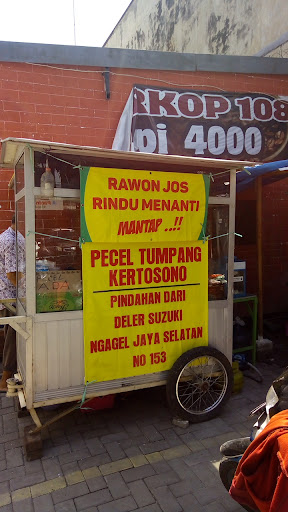 RKOP 108
pi 4000
RAWON JOS
RINDU MENANTI
MANTAP ..!!
PECEL TUMPANG
KERTOSONO
PINDAHAN DARI
DELER SUZUKI
NGAGEL JAYA SELATAN
NO 153